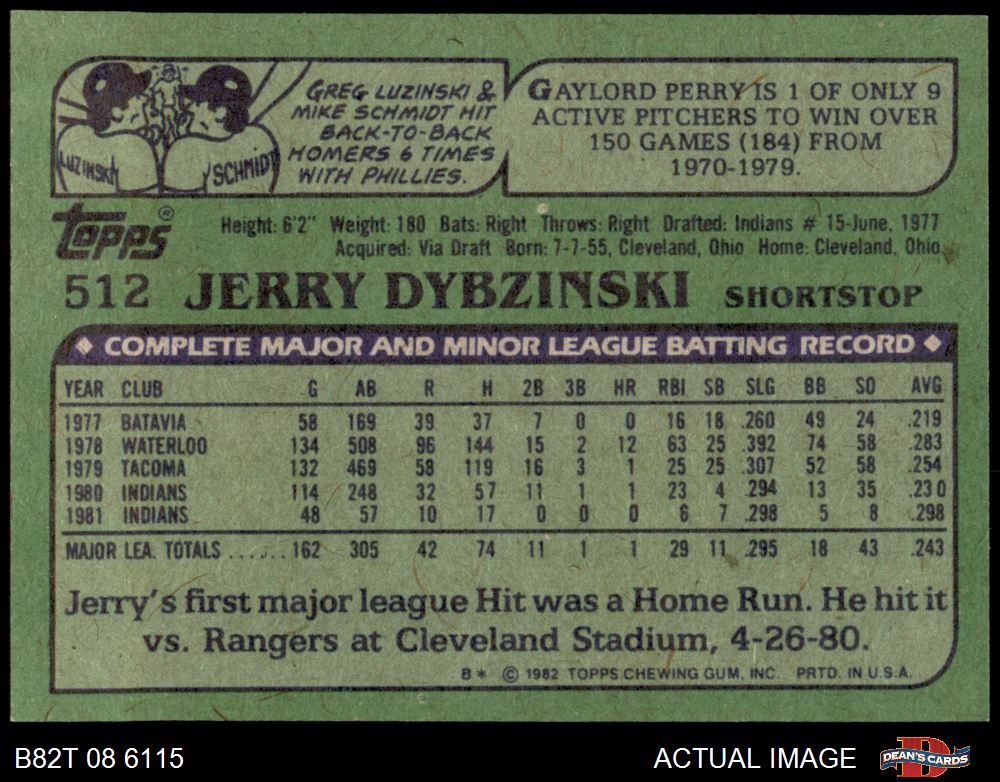 GREG LUZINSKI &
MIKE SCHMIDT HIT
BACK-TO-BACK
HOMERS 6 TIMES
WITH PHILLIES.
LUZINSKI
SCHMIDT
GAYLORD PERRY IS 1 OF ONLY 9
ACTIVE PITCHERS TO WIN OVER
150 GAMES (184) FROM
1970-1979.
Topps®
Height: 6'2" Weight: 180 Bats: Right Throws: Right Drafted: Indians # 15-June, 1977
Acquired: Via Draft Born: 7-7-55, Cleveland, Ohio Home: Cleveland, Ohio
512 JERRY DYBZINSKI SHORTSTOP
◆ COMPLETE MAJOR AND MINOR LEAGUE BATTING RECORD ◆
YEAR CLUB G AB R H 2B 3B HR RBI SB SLG BB SO AVG
1977 BATAVIA 58 169 39 37 7 0 0 16 18 .260 49 24 .219
1978 WATERLOO 134 508 96 144 15 2 12 63 25 .392 74 58 .283
1979 TACOMA 132 469 58 119 16 3 1 25 25 .307 52 58 .254
1980 INDIANS 114 248 32 57 11 1 1 23 4 .294 13 35 .230
1981 INDIANS 48 57 10 17 0 0 0 6 7 .298 5 8 .298
MAJOR LEA. TOTALS ...... 162 305 42 74 11 1 1 29 11 .295 18 43 .243
Jerry's first major league Hit was a Home Run. He hit it
vs. Rangers at Cleveland Stadium, 4-26-80.
B* © 1982 TOPPS CHEWING GUM, INC. PRTD. IN U.S.A.
B82T 08 6115
ACTUAL IMAGE
DEAN'S CARDS